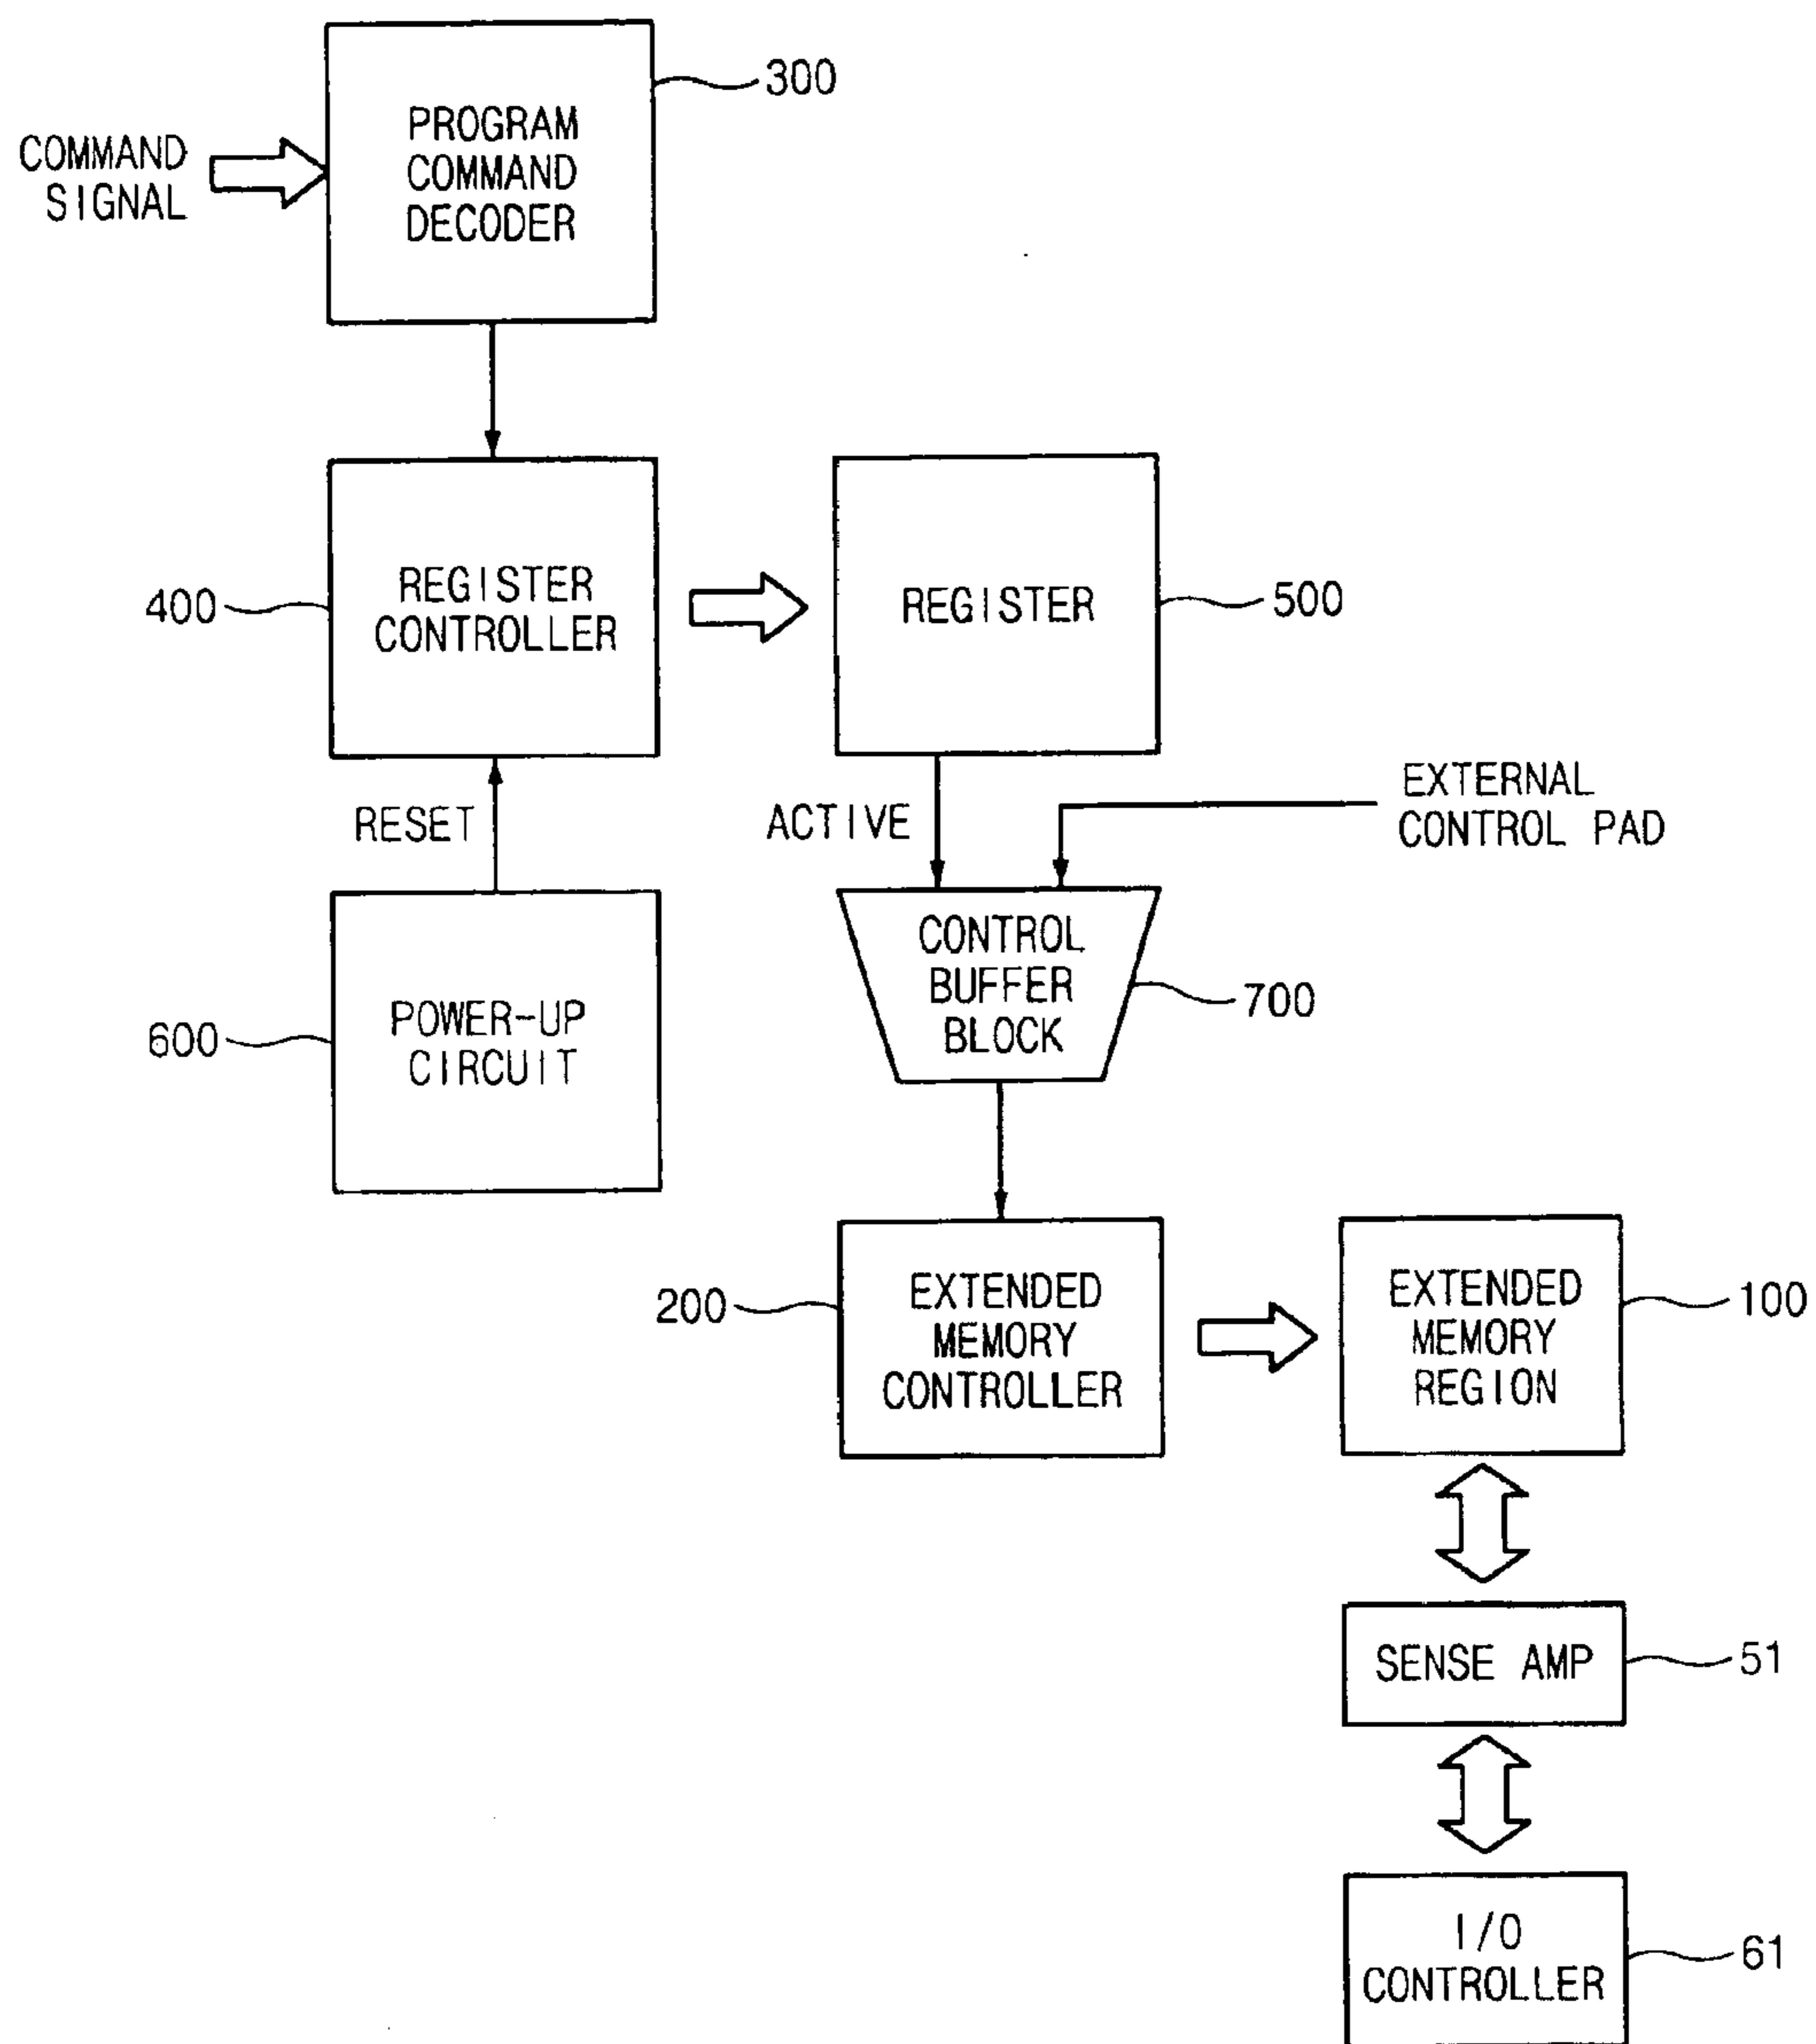 300
PROGRAM
COMMAND
DECODER
COMMAND
SIGNAL
400
REGISTER
CONTROLLER
REGISTER
500
RESET
ACTIVE
EXTERNAL
CONTROL PAD
600
POWER-UP
CIRCUIT
CONTROL
BUFFER
BLOCK
700
200
EXTENDED
MEMORY
CONTROLLER
EXTENDED
MEMORY
REGION
100
SENSE AMP
51
I/O
CONTROLLER
61